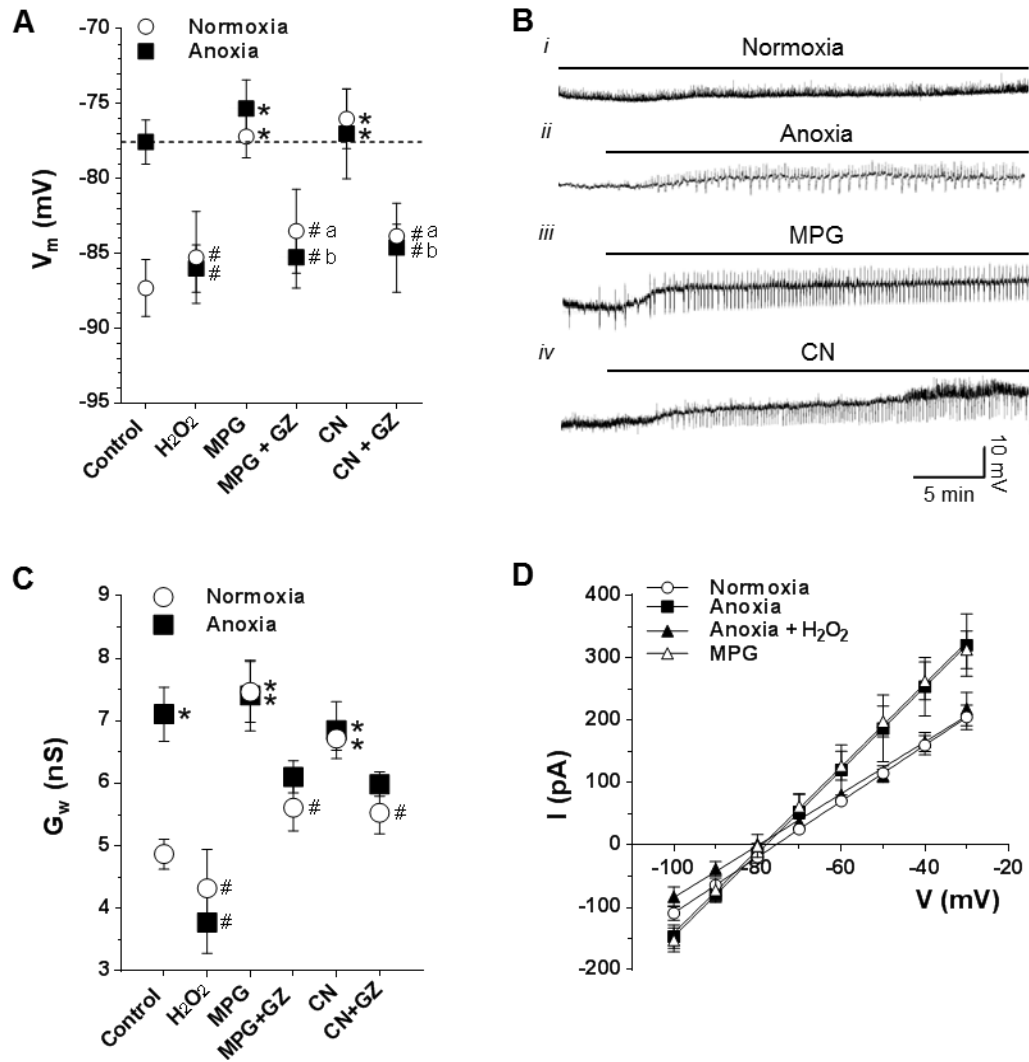 A
Normoxia
Anoxia
-70
-75
-80
-85
-90
-95
Vm (mV)
# #
* *
# a
# b
* *
# a
# b
Control
H2O2
MPG
MPG + GZ
CN
CN + GZ
B
i
Normoxia
ii
Anoxia
iii
MPG
iv
CN
10 mV
5 min
C
Normoxia
Anoxia
9
8
7
6
5
4
3
Gw (nS)
*
#
#
* *
#
* *
#
Control
H2O2
MPG
MPG+GZ
CN
CN+GZ
D
Normoxia
Anoxia
Anoxia + H2O2
MPG
400
300
200
100
0
-100
-200
I (pA)
-100 -80 -60 -40 -20
V (mV)